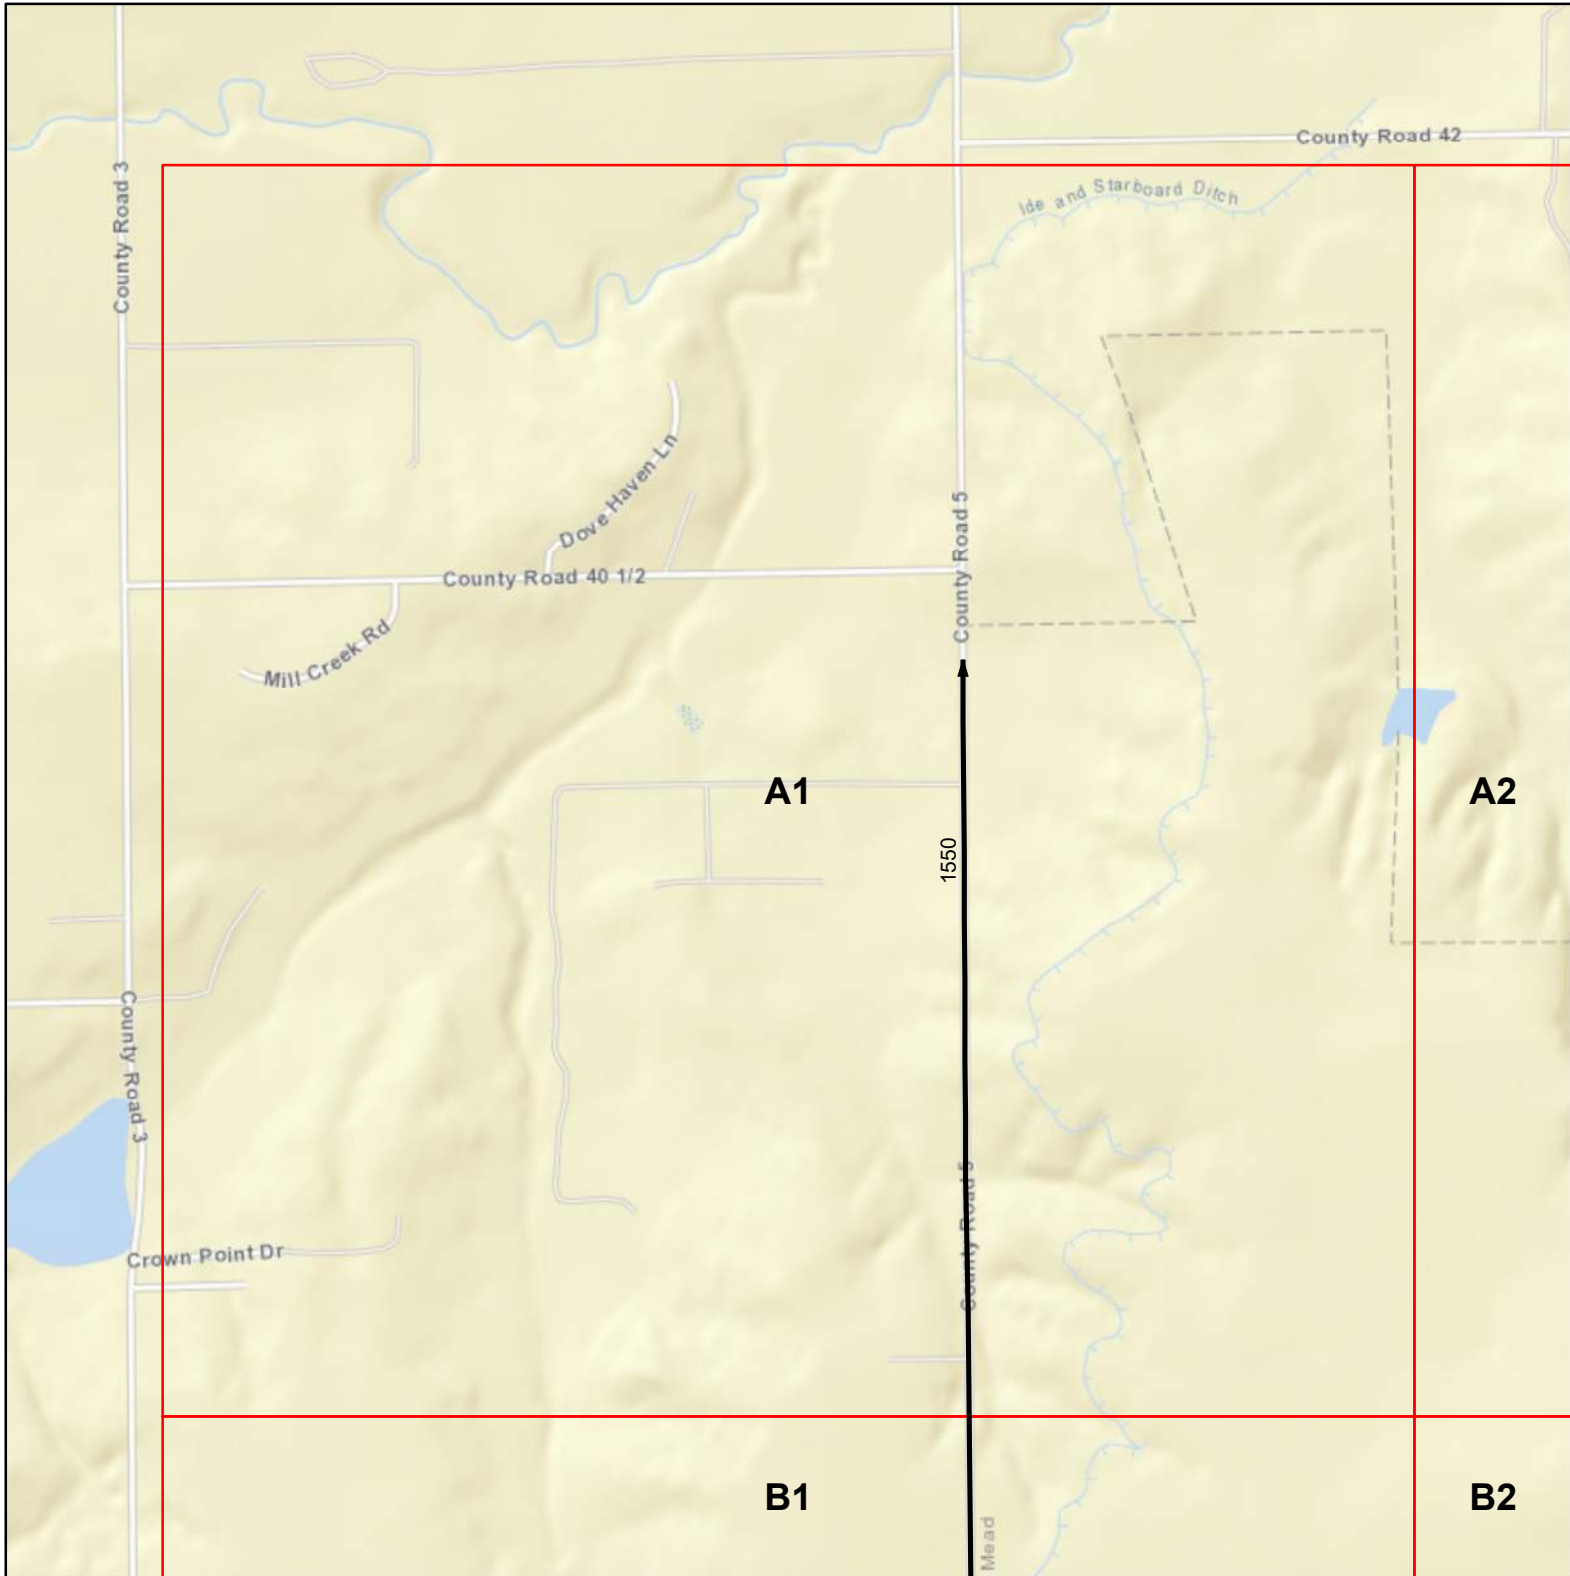 County Road 42
County Road 3
Ide and Starboard Ditch
Dove Haven Ln
County Road 5
County Road 40 1/2
Mill Creek Rd
A1
A2
1550
County Road 3
County Road 5
Crown Point Dr
B1
B2
Mead